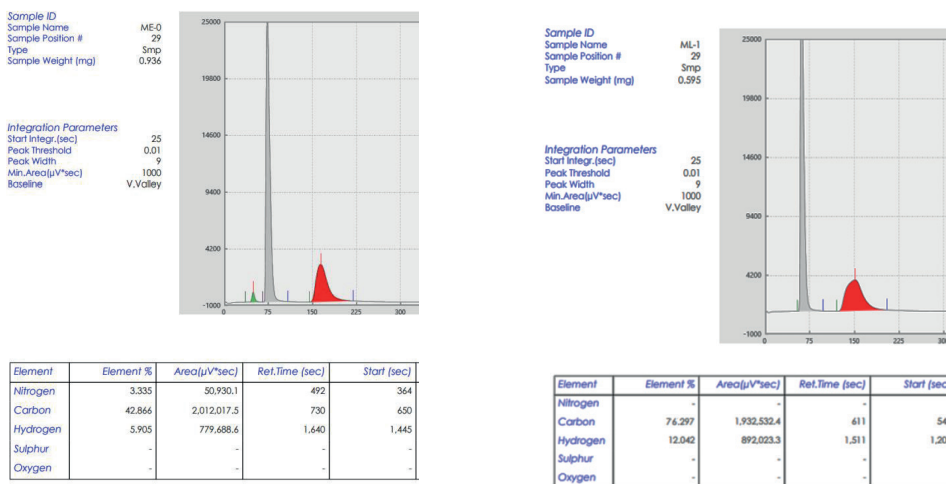 Sample ID
Sample Name ME-0
Sample Position # 29
Type Smp
Sample Weight (mg) 0.936
Integration Parameters
Start Integr.(sec) 25
Peak Threshold 0.01
Peak Width 9
Min.Area(µV*sec) 1000
Baseline V.Valley
25000
19800
14600
9400
4200
-1000
0 75 150 225 300
Element Element % Area(µV*sec) Ret.Time (sec) Start (sec)
Nitrogen 3.335 50,930.1 492 364
Carbon 42.866 2,012,017.5 730 650
Hydrogen 5.905 779,688.6 1,640 1,445
Sulphur - - - -
Oxygen - - - -
Sample ID
Sample Name ML-1
Sample Position # 29
Type Smp
Sample Weight (mg) 0.595
Integration Parameters
Start Integr.(sec) 25
Peak Threshold 0.01
Peak Width 9
Min.Area(µV*sec) 1000
Baseline V.Valley
25000
19800
14600
9400
4200
-1000
0 75 150 225 30
Element Element % Area(µV*sec) Ret.Time (sec) Start (sec
Nitrogen - - -
Carbon 76.297 1,932,532.4 611 54
Hydrogen 12.042 892,023.3 1,511 1,20
Sulphur - - -
Oxygen - - -